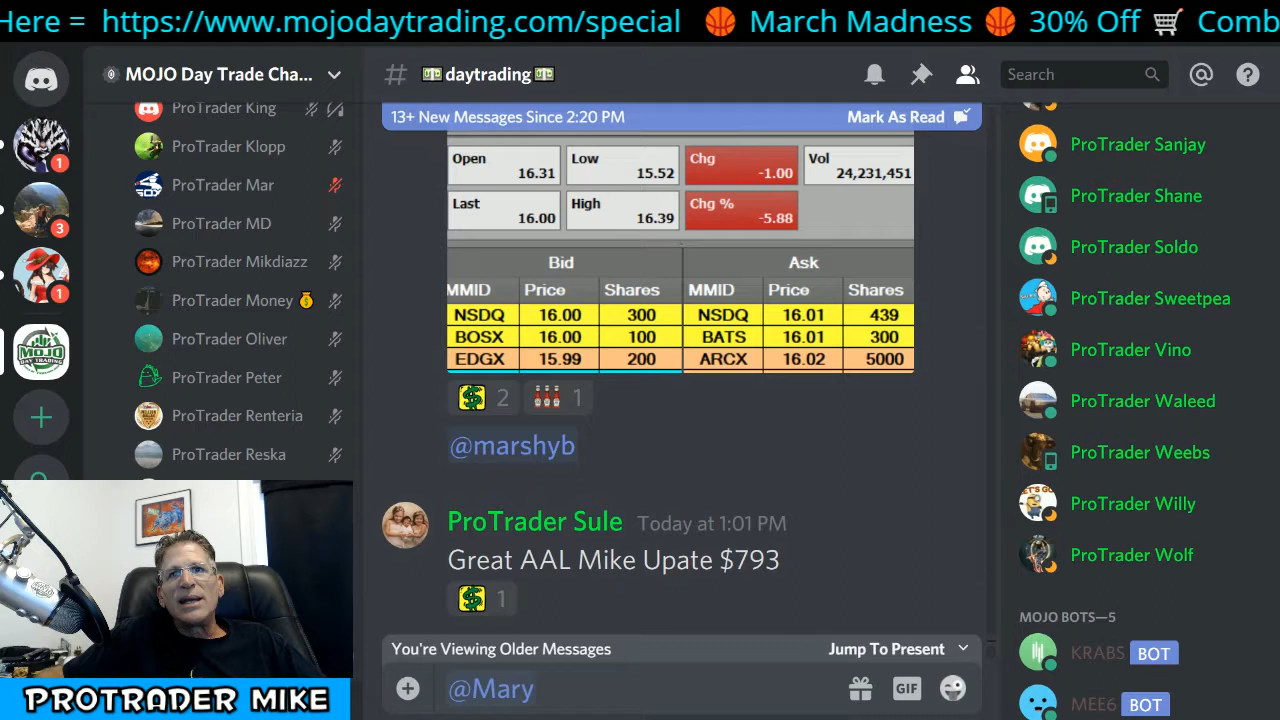 Here = https://www.mojodaytrading.com/special 🏀 March Madness 🏀 30% Off 🛒 Comb
MOJO Day Trade Cha...
# 💵daytrading💵
Search
13+ New Messages Since 2:20 PM
Mark As Read
ProTrader King
ProTrader Klopp
ProTrader Mar
ProTrader MD
ProTrader Mikdiazz
ProTrader Money 💰
ProTrader Oliver
ProTrader Peter
ProTrader Renteria
ProTrader Reska
1
3
1
MOJO
DAY TRADING
Open 16.31 Low 15.52 Chg -1.00 Vol 24,231,451
Last 16.00 High 16.39 Chg % -5.88
Bid Ask
MMID Price Shares MMID Price Shares
NSDQ 16.00 300 NSDQ 16.01 439
BOSX 16.00 100 BATS 16.01 300
EDGX 15.99 200 ARCX 16.02 5000
2 1
@marshyb
ProTrader Sule Today at 1:01 PM
Great AAL Mike Upate $793
1
You're Viewing Older Messages
Jump To Present
@Mary
GIF
ProTrader Sanjay
ProTrader Shane
ProTrader Soldo
ProTrader Sweetpea
ProTrader Vino
ProTrader Waleed
ProTrader Weebs
ProTrader Willy
ProTrader Wolf
MOJO BOTS—5
KRABS BOT
MEE6 BOT
PROTRADER MIKE